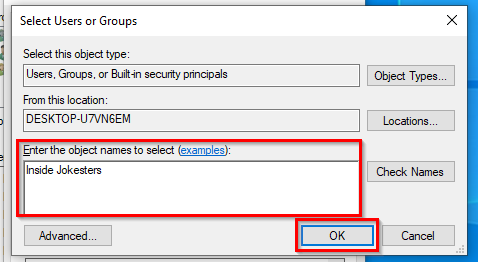 Select Users or Groups
Select this object type:
Users, Groups, or Built-in security principals
Object Types...
From this location:
DESKTOP-U7VN6EM
Locations...
Enter the object names to select (examples):
Inside Jokesters
Check Names
Advanced...
OK
Cancel